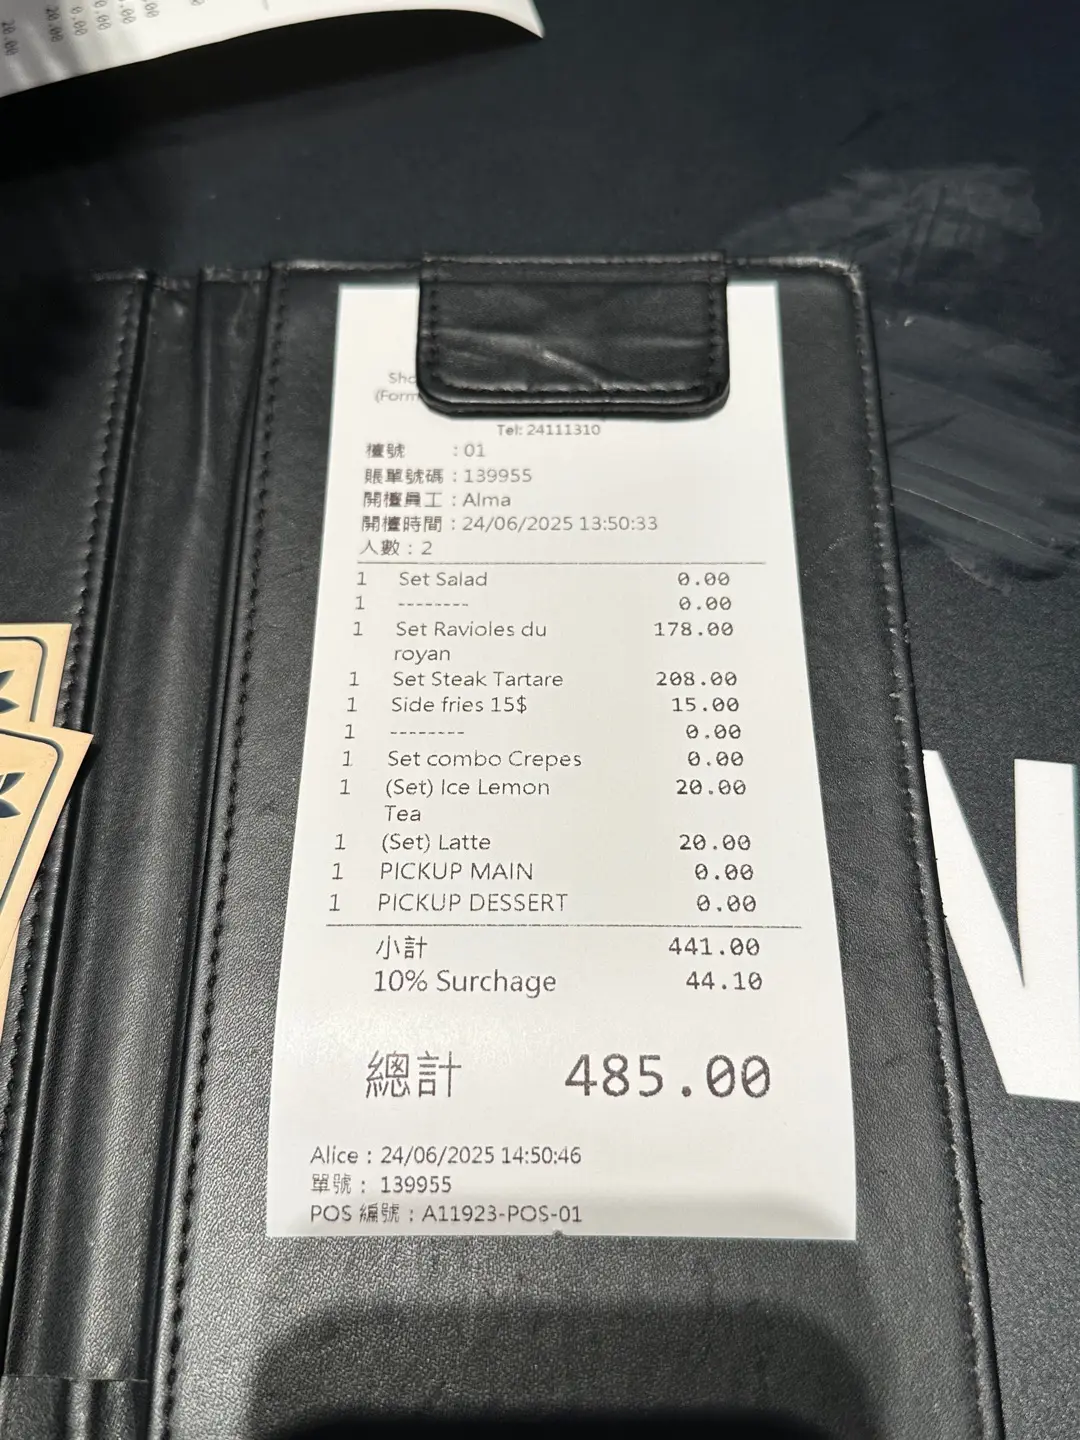 20.00
20.00
0.00
Tel: 24111310
檯號 : 01
賬單號碼 : 139955
開檯員工 : Alma
開檯時間 : 24/06/2025 13:50:33
人數 : 2
1 Set Salad 0.00
1 -------- 0.00
1 Set Ravioles du 178.00
royan
1 Set Steak Tartare 208.00
1 Side fries 15$ 15.00
1 -------- 0.00
1 Set combo Crepes 0.00
1 (Set) Ice Lemon 20.00
Tea
1 (Set) Latte 20.00
1 PICKUP MAIN 0.00
1 PICKUP DESSERT 0.00
小計 441.00
10% Surchage 44.10
總計 485.00
Alice : 24/06/2025 14:50:46
單號 : 139955
POS 編號 : A11923-POS-01